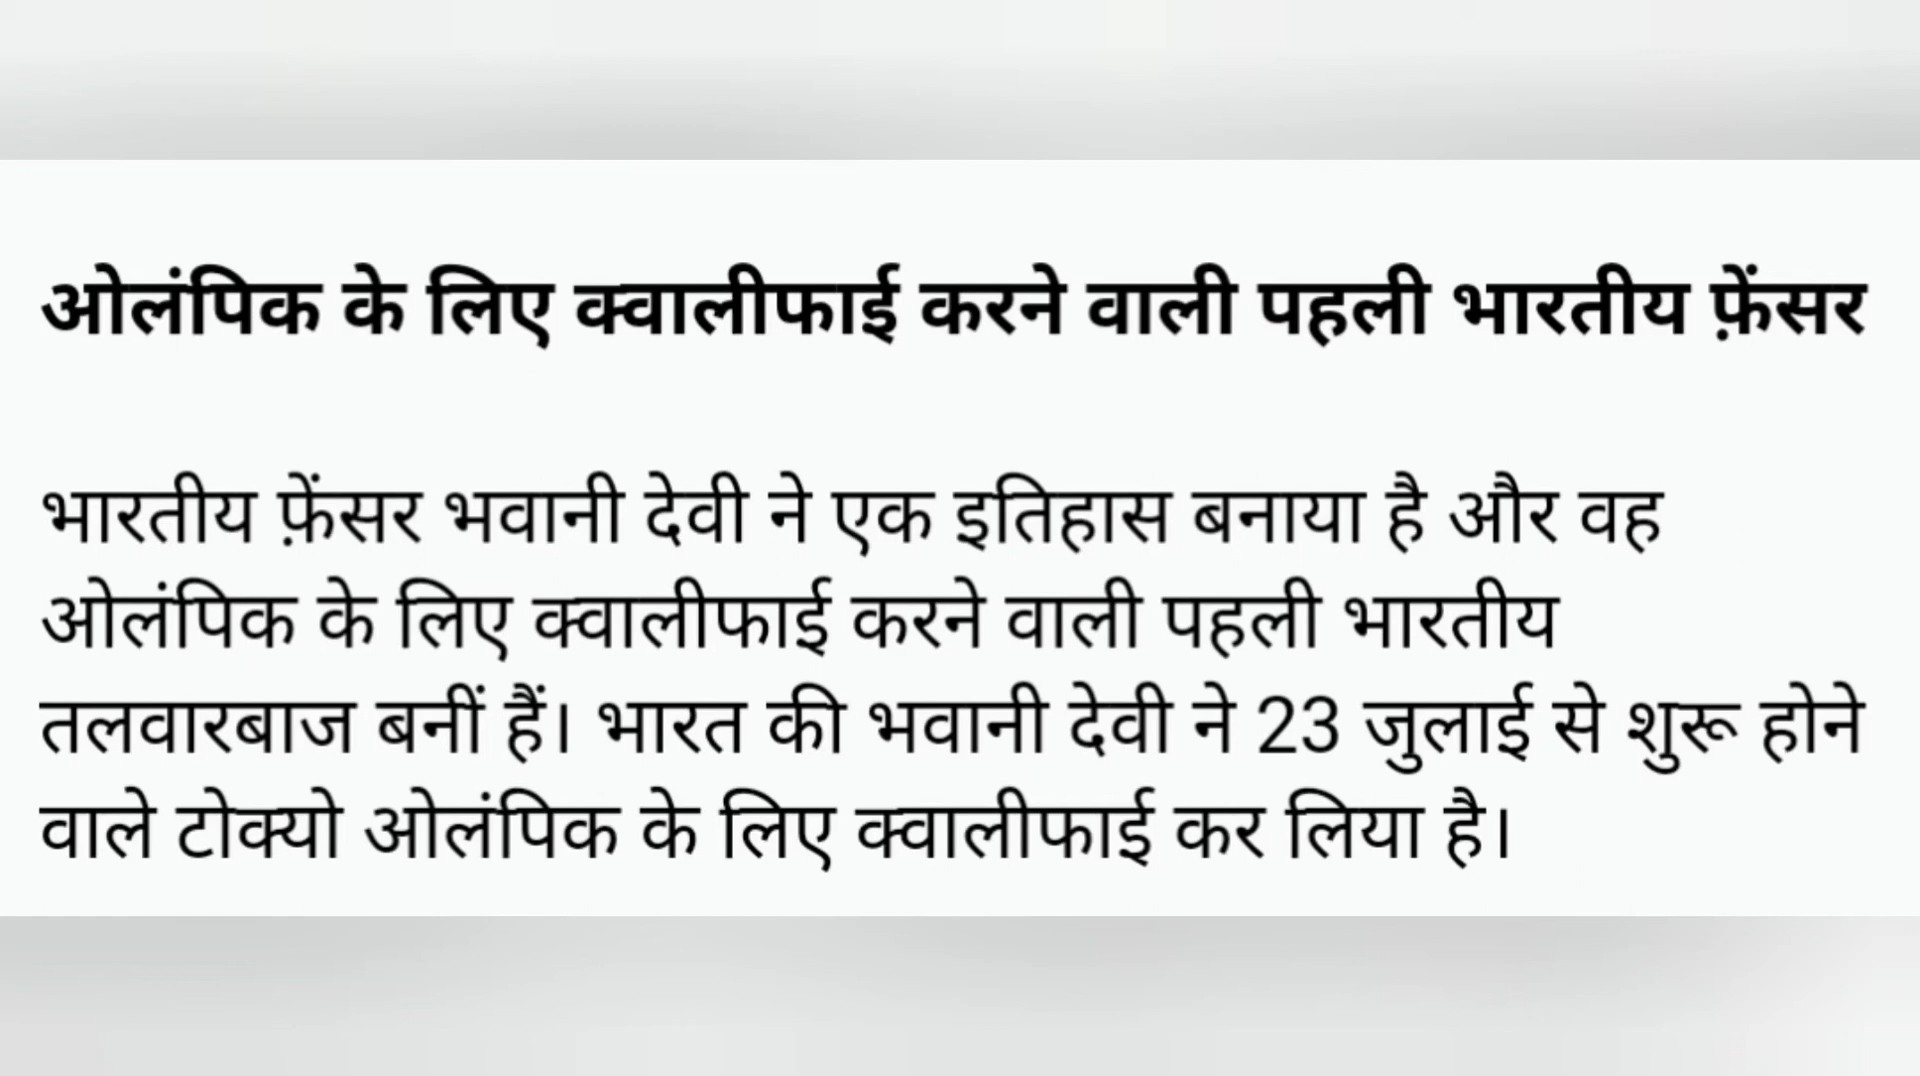 ओलंपिक के लिए क्वालीफाई करने वाली पहली भारतीय फ़ेंसर
भारतीय फ़ेंसर भवानी देवी ने एक इतिहास बनाया है और वह
ओलंपिक के लिए क्वालीफाई करने वाली पहली भारतीय
तलवारबाज बनीं हैं। भारत की भवानी देवी ने 23 जुलाई से शुरू होने
वाले टोक्यो ओलंपिक के लिए क्वालीफाई कर लिया है।